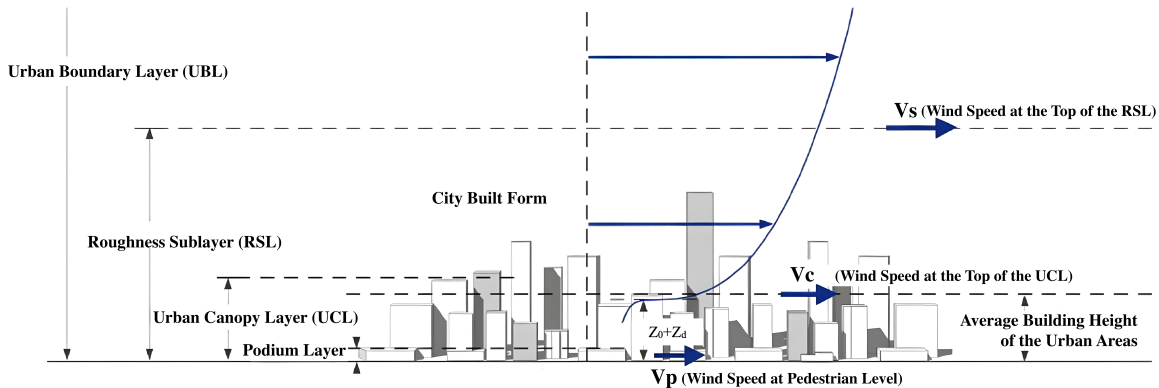 Urban Boundary Layer (UBL)
Vs (Wind Speed at the Top of the RSL)
City Built Form
Roughness Sublayer (RSL)
Vc (Wind Speed at the Top of the UCL)
Urban Canopy Layer (UCL)
Z₀+Z_d
Average Building Height
of the Urban Areas
Podium Layer
Vp (Wind Speed at Pedestrian Level)